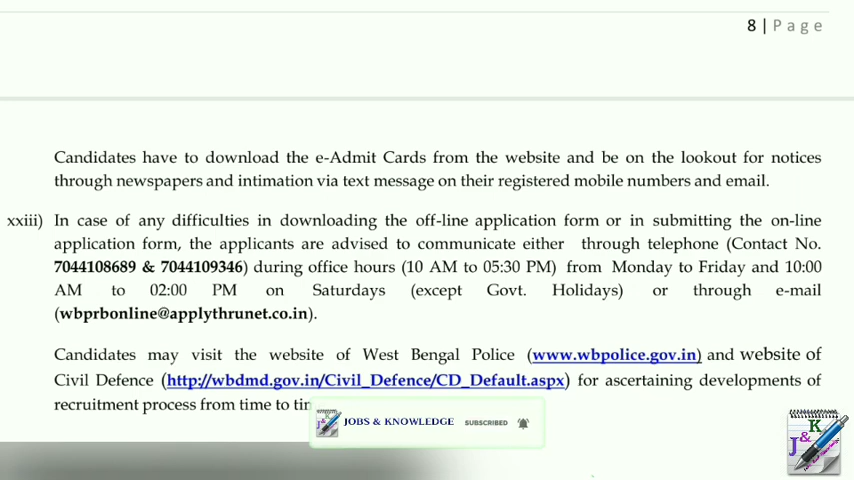 8 | Page
Candidates have to download the e-Admit Cards from the website and be on the lookout for notices
through newspapers and intimation via text message on their registered mobile numbers and email.
xxiii) In case of any difficulties in downloading the off-line application form or in submitting the on-line
application form, the applicants are advised to communicate either through telephone (Contact No.
7044108689 & 7044109346) during office hours (10 AM to 05:30 PM) from Monday to Friday and 10:00
AM to 02:00 PM on Saturdays (except Govt. Holidays) or through e-mail
(wbprbonline@applythrunet.co.in).
Candidates may visit the website of West Bengal Police (www.wbpolice.gov.in) and website of
Civil Defence (http://wbdmd.gov.in/Civil_Defence/CD_Default.aspx) for ascertaining developments of
recruitment process from time to
JOBS & KNOWLEDGE SUBSCRIBED
J&K